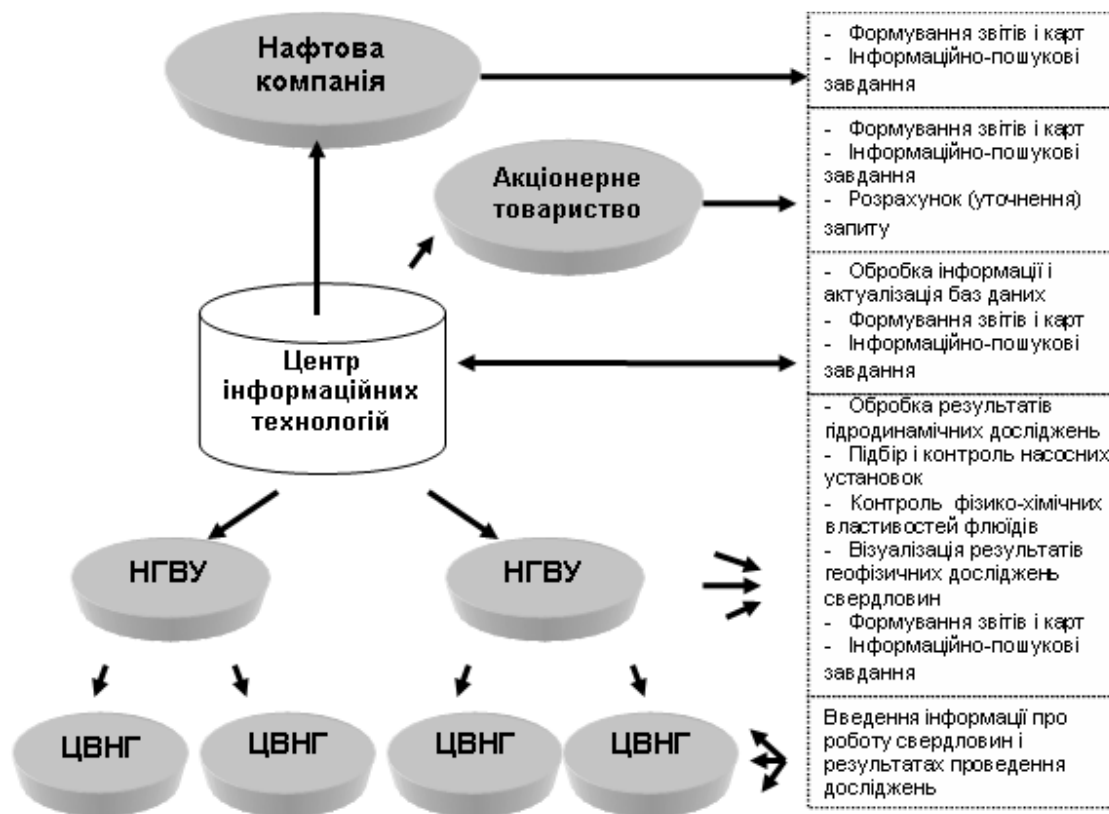 Нафтова
компанія
Акціонерне
товариство
Центр
інформаційних
технологій
НГВУ
НГВУ
ЦВНГ
ЦВНГ
ЦВНГ
ЦВНГ
- Формування звітів і карт
- Інформаційно-пошукові
завдання
- Формування звітів і карт
- Інформаційно-пошукові
завдання
- Розрахунок (уточнення)
запиту
- Обробка інформації і
актуалізація баз даних
- Формування звітів і карт
- Інформаційно-пошукові
завдання
- Обробка результатів
гідродинамічних досліджень
- Підбір і контроль насосних
установок
- Контроль фізико-хімічних
властивостей флюїдів
- Візуалізація результатів
геофізичних досліджень
свердловин
- Формування звітів і карт
- Інформаційно-пошукові
завдання
Введення інформації про
роботу свердловин і
результатах проведення
досліджень